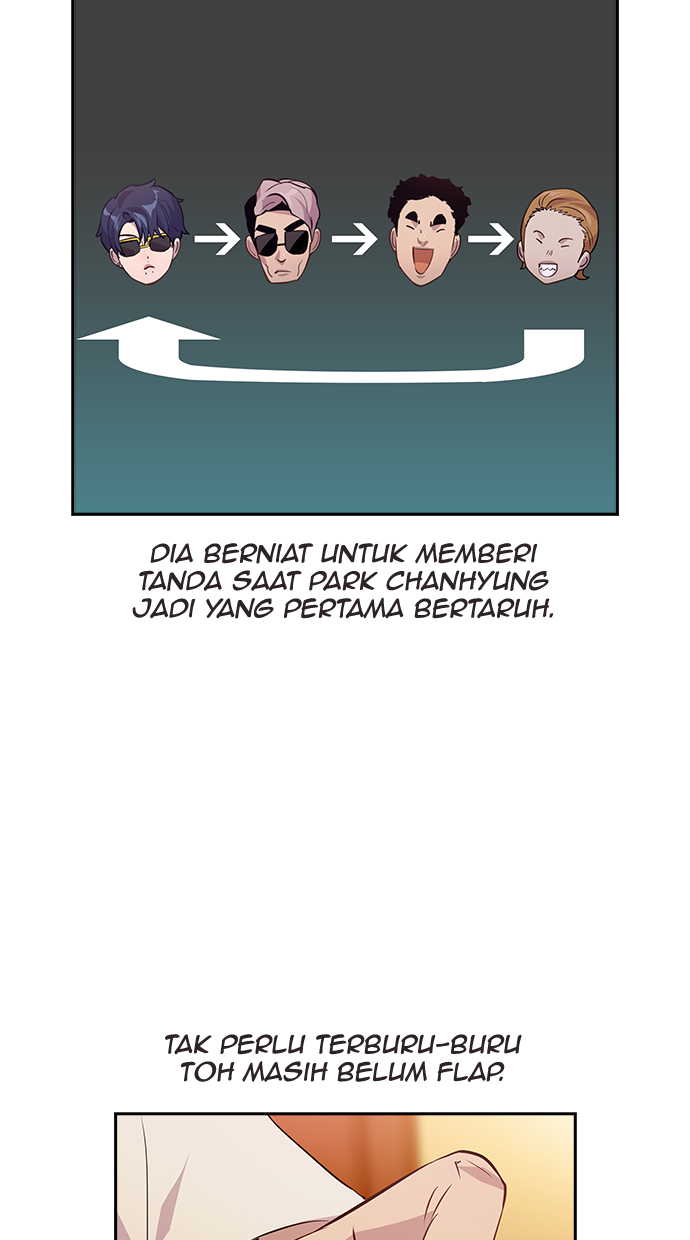 DIA BERNIAT UNTUK MEMBERI
TANDA SAAT PARK CHANHYUNG
JADI YANG PERTAMA BERTARUH.
TAK PERLU TERBURU-BURU
TOH MASIH BELUM FLAP.